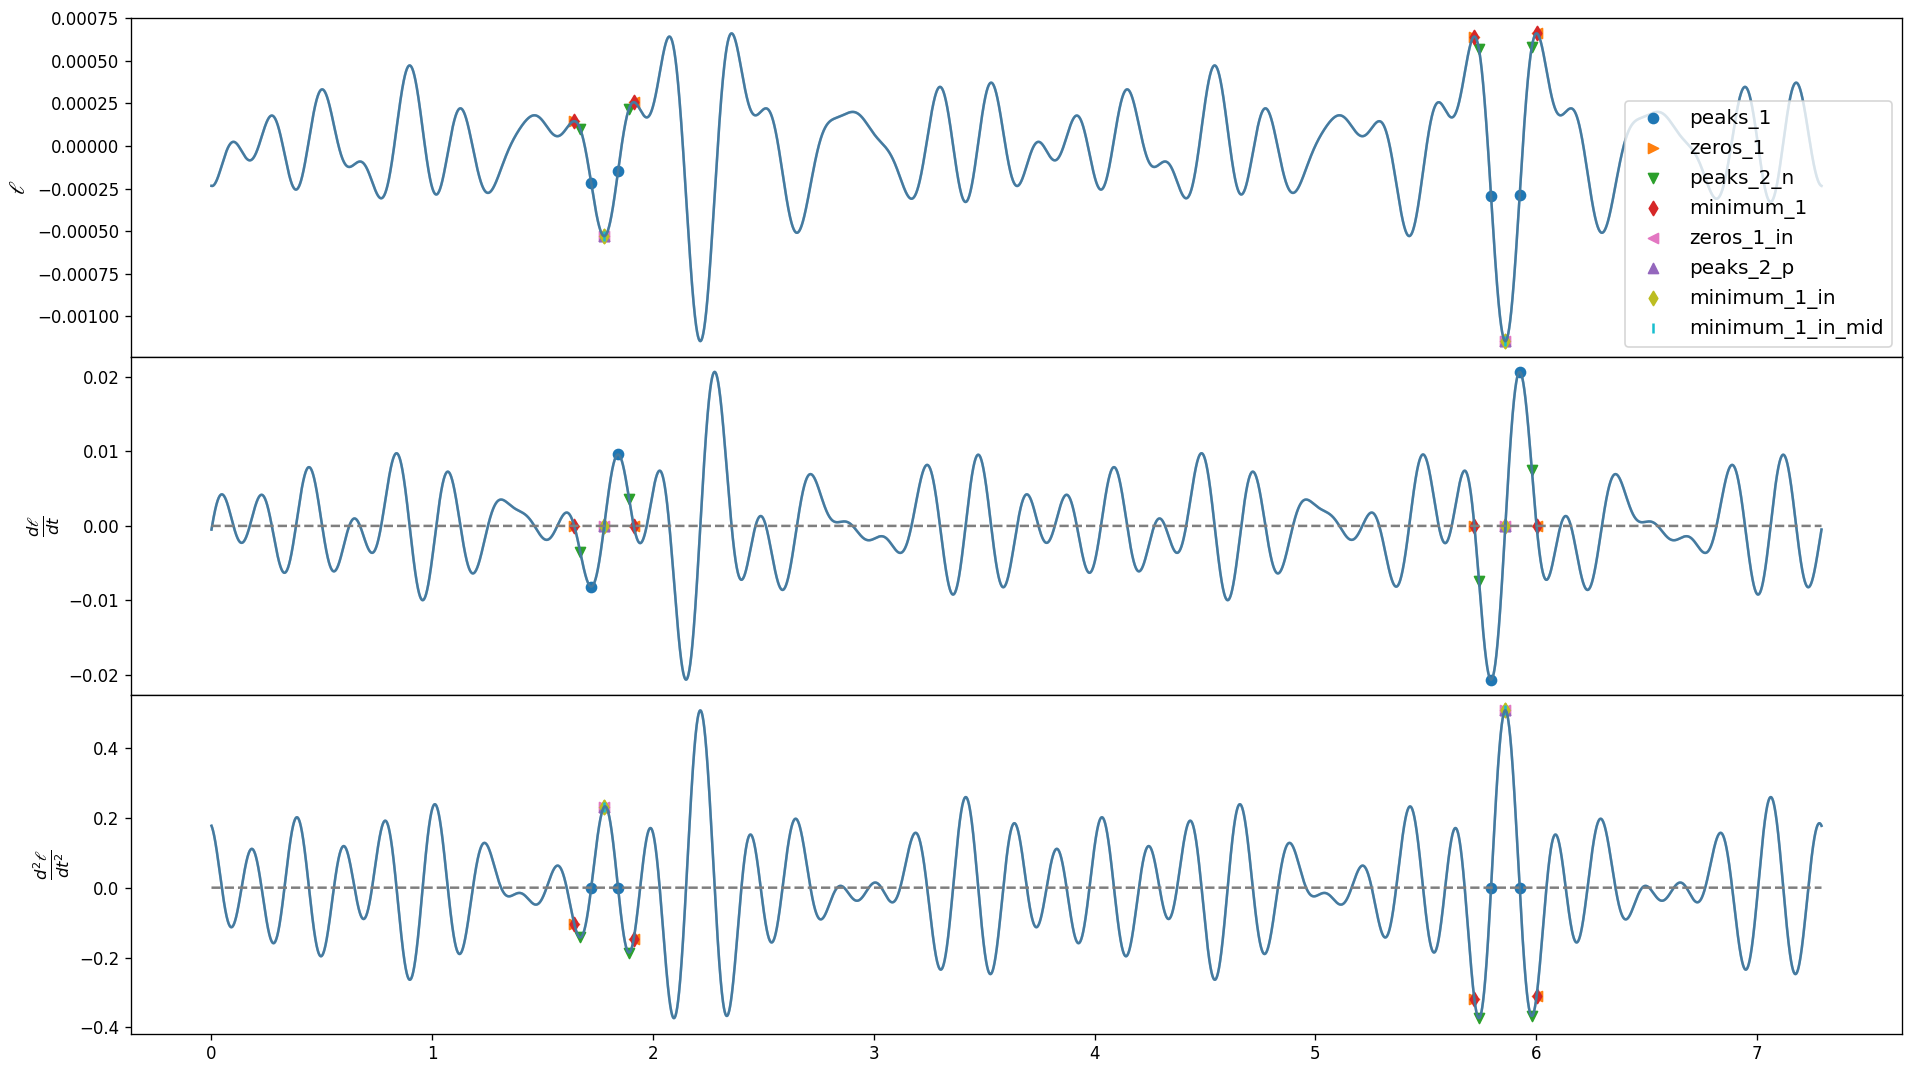 0.00075
0.00050
0.00025
0.00000
−0.00025
−0.00050
−0.00075
−0.00100
ℓ
peaks_1
zeros_1
peaks_2_n
minimum_1
zeros_1_in
peaks_2_p
minimum_1_in
minimum_1_in_mid
0.02
0.01
0.00
−0.01
−0.02
dℓ/dt
0.4
0.2
0.0
−0.2
−0.4
d²ℓ/dt²
0 1 2 3 4 5 6 7